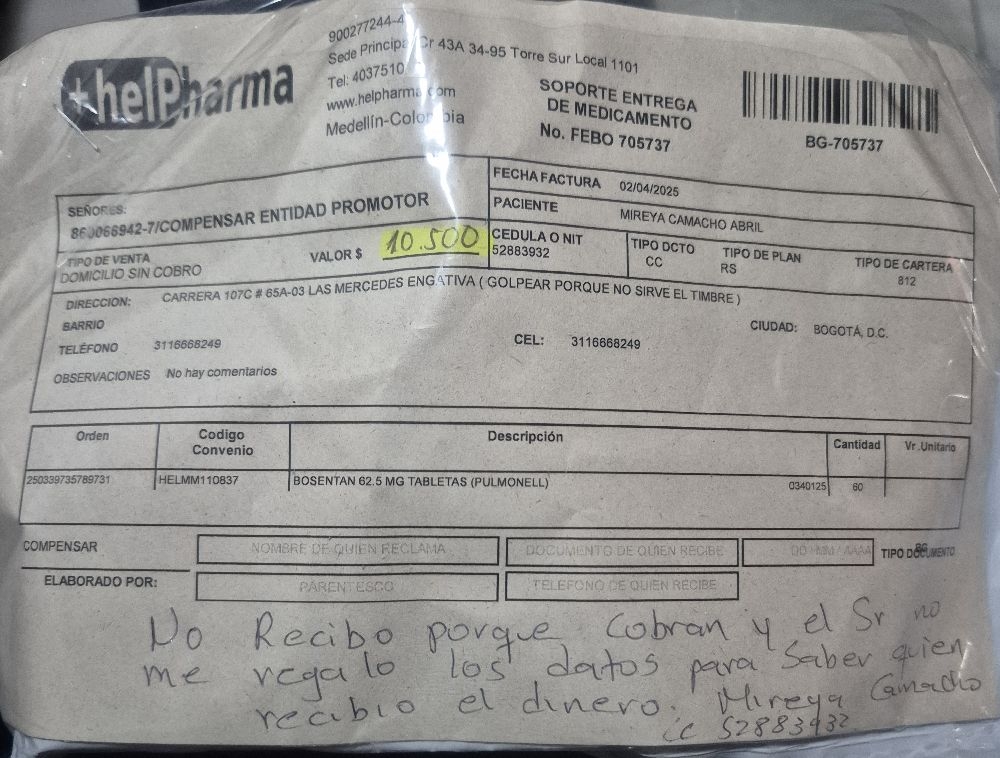 +helPharma
900277244-4
Sede Principal Cr 43A 34-95 Torre Sur Local 1101
Tel: 4037510
www.helpharma.com
Medellín-Colombia
SOPORTE ENTREGA
DE MEDICAMENTO
No. FEBO 705737
BG-705737
SEÑORES:
860066942-7/COMPENSAR ENTIDAD PROMOTOR
FECHA FACTURA 02/04/2025
PACIENTE MIREYA CAMACHO ABRIL
TIPO DE VENTA
DOMICILIO SIN COBRO
VALOR $ 10.500
CEDULA O NIT
52883932
TIPO DCTO
CC
TIPO DE PLAN
RS
TIPO DE CARTERA
812
DIRECCION: CARRERA 107C # 65A-03 LAS MERCEDES ENGATIVA ( GOLPEAR PORQUE NO SIRVE EL TIMBRE )
BARRIO CIUDAD: BOGOTÁ, D.C.
TELÉFONO 3116668249 CEL: 3116668249
OBSERVACIONES No hay comentarios
Orden Codigo Convenio Descripción Cantidad Vr.Unitario
250339735789731 HELMM110837 BOSENTAN 62.5 MG TABLETAS (PULMONELL) 0340125 60
COMPENSAR NOMBRE DE QUIEN RECLAMA DOCUMENTO DE QUIEN RECIBE DD / MM / AAAA TIPO DOCUMENTO
ELABORADO POR: PARENTESCO TELEFONO DE QUIEN RECIBE
No Recibo porque cobran y el Sr no
me regalo los datos para saber quien
recibio el dinero. Mireya Camacho
cc 52883932